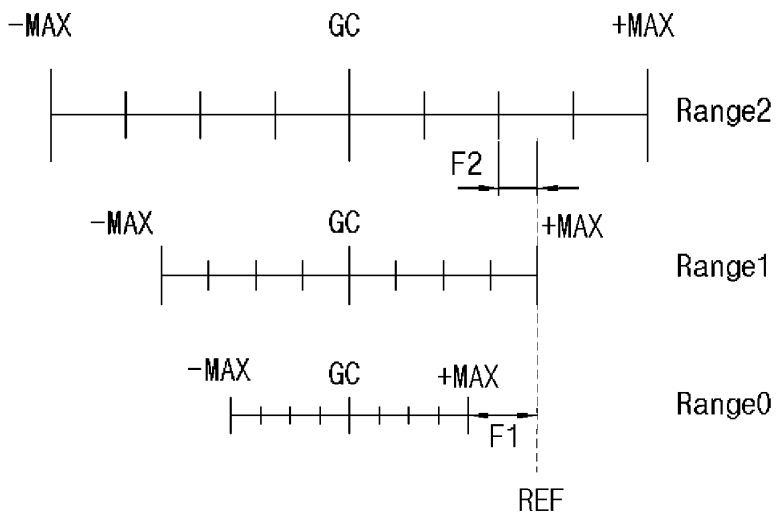 -MAX GC +MAX
Range2
F2
-MAX GC +MAX
Range1
-MAX GC +MAX
Range0
F1
REF